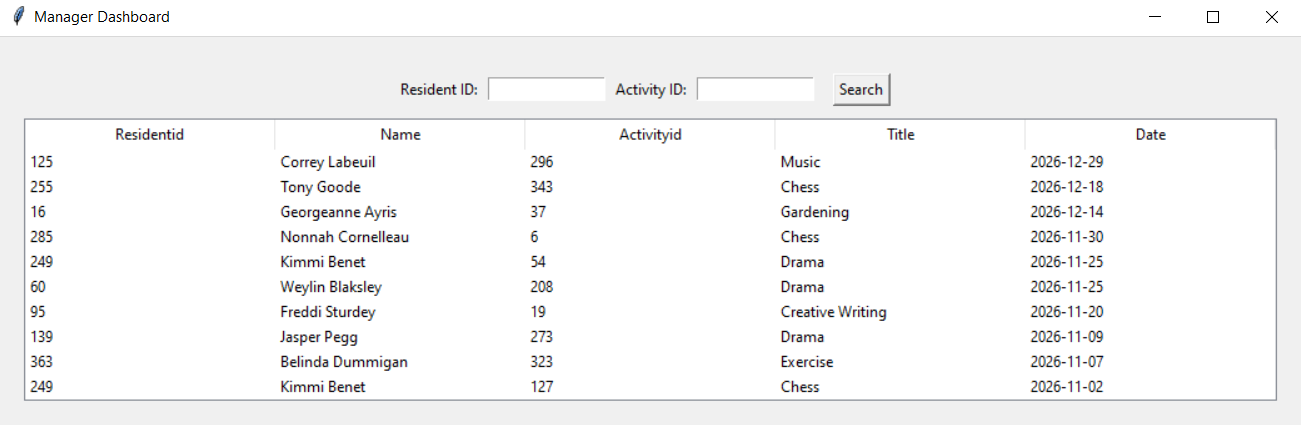 Manager Dashboard
Resident ID: Activity ID: Search
Residentid Name Activityid Title Date
125 Correy Labeuil 296 Music 2026-12-29
255 Tony Goode 343 Chess 2026-12-18
16 Georgeanne Ayris 37 Gardening 2026-12-14
285 Nonnah Cornelleau 6 Chess 2026-11-30
249 Kimmi Benet 54 Drama 2026-11-25
60 Weylin Blaksley 208 Drama 2026-11-25
95 Freddi Sturdey 19 Creative Writing 2026-11-20
139 Jasper Pegg 273 Drama 2026-11-09
363 Belinda Dummigan 323 Exercise 2026-11-07
249 Kimmi Benet 127 Chess 2026-11-02